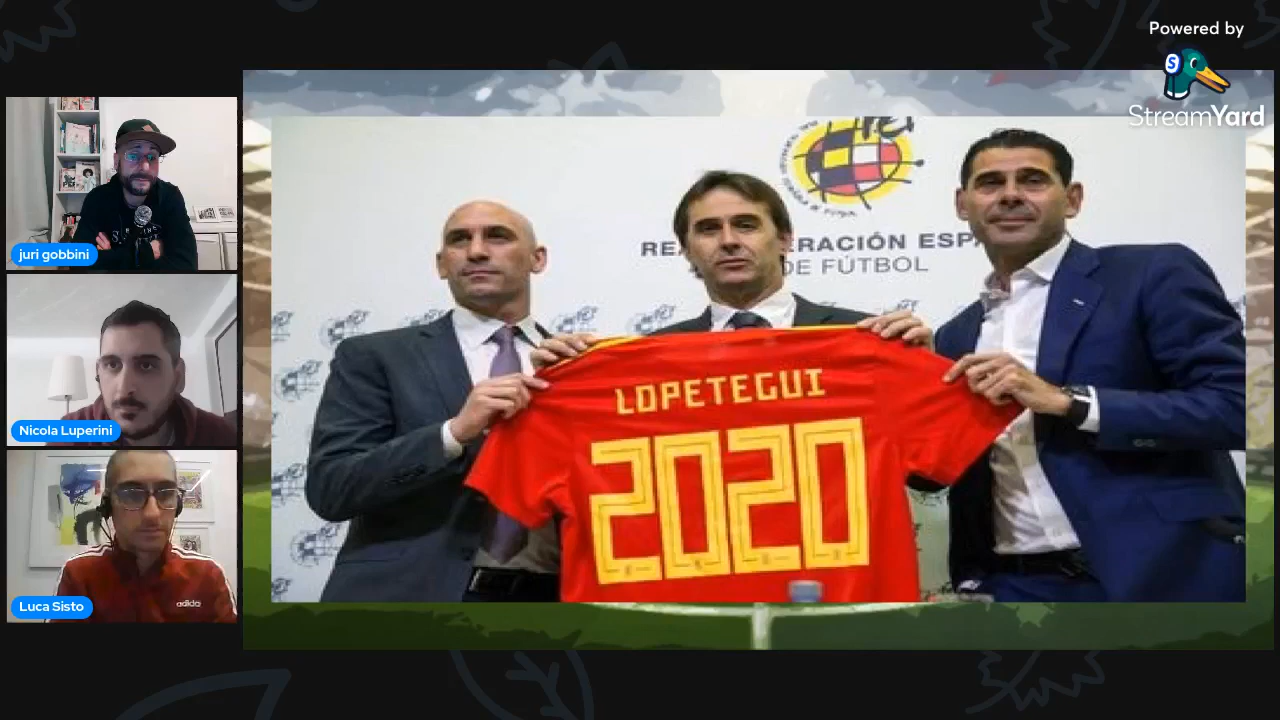 Powered by
StreamYard
juri gobbini
Nicola Luperini
Luca Sisto
adidas
DE FÚTBOL
LOPETEGUI
2020